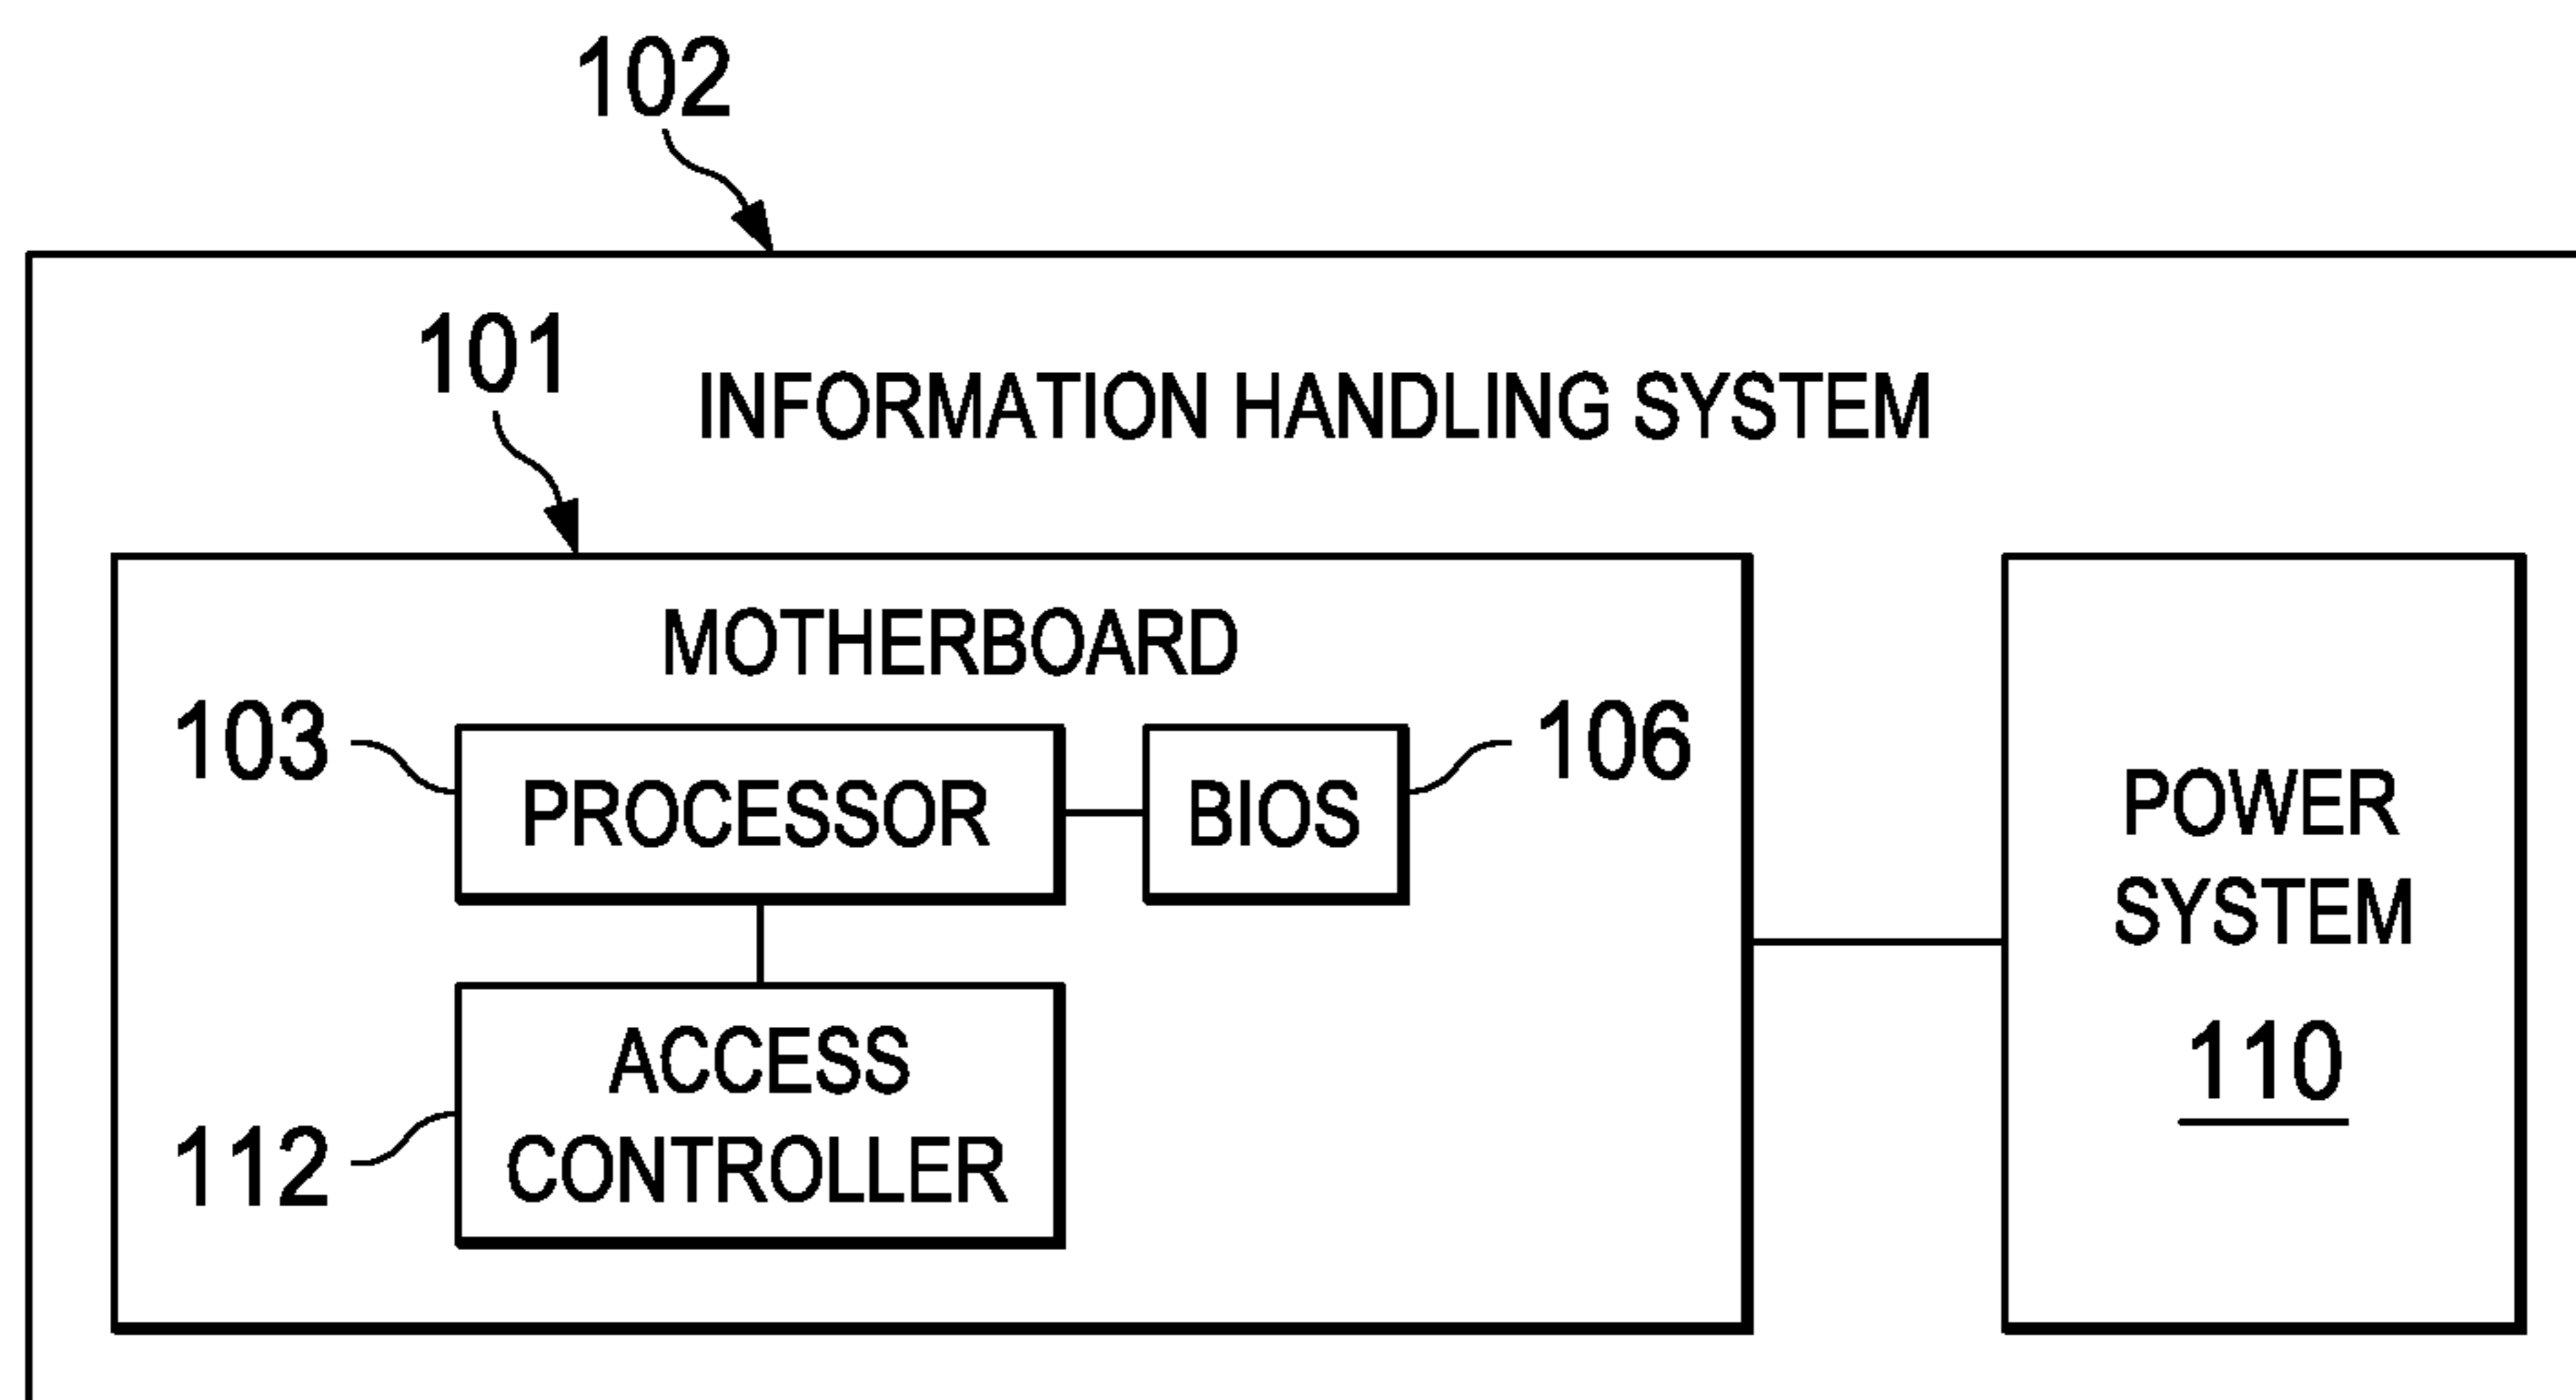 102
101
INFORMATION HANDLING SYSTEM
MOTHERBOARD
103
PROCESSOR
BIOS
106
ACCESS
CONTROLLER
112
POWER
SYSTEM
110